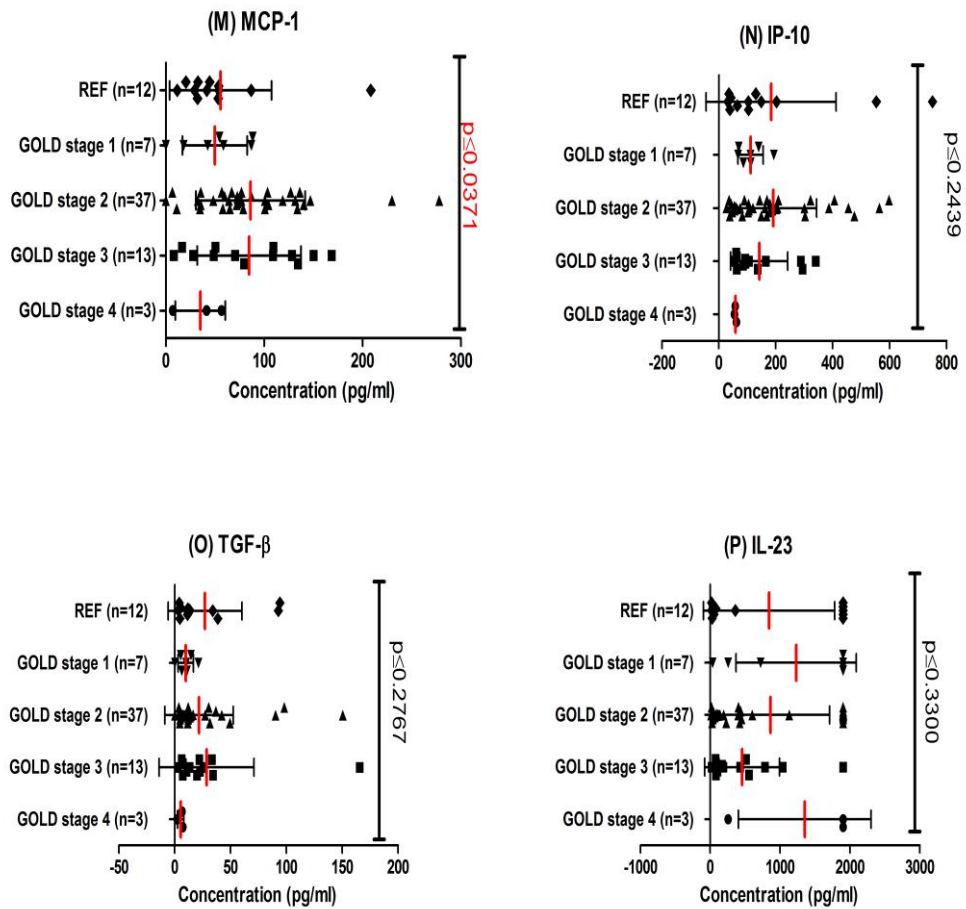 (M) MCP-1
REF (n=12)
GOLD stage 1 (n=7)
GOLD stage 2 (n=37)
GOLD stage 3 (n=13)
GOLD stage 4 (n=3)
0 100 200 300
Concentration (pg/ml)
p≤0.0371
(N) IP-10
REF (n=12)
GOLD stage 1 (n=7)
GOLD stage 2 (n=37)
GOLD stage 3 (n=13)
GOLD stage 4 (n=3)
-200 0 200 400 600 800
Concentration (pg/ml)
p≤0.2439
(O) TGF-β
REF (n=12)
GOLD stage 1 (n=7)
GOLD stage 2 (n=37)
GOLD stage 3 (n=13)
GOLD stage 4 (n=3)
-50 0 50 100 150 200
Concentration (pg/ml)
p≤0.2767
(P) IL-23
REF (n=12)
GOLD stage 1 (n=7)
GOLD stage 2 (n=37)
GOLD stage 3 (n=13)
GOLD stage 4 (n=3)
-1000 0 1000 2000 3000
Concentration (pg/ml)
p≤0.3300